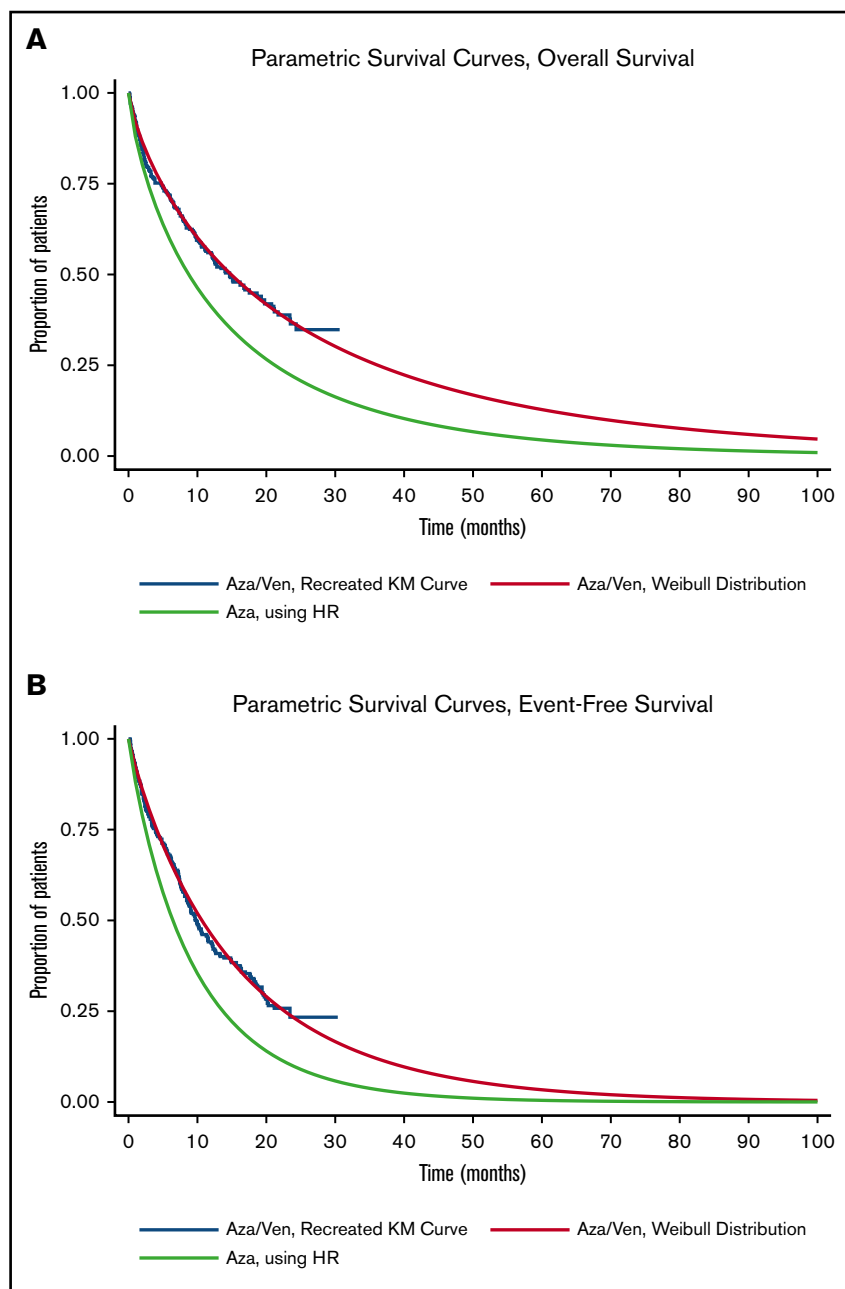 A
Parametric Survival Curves, Overall Survival
1.00
0.75
0.50
0.25
0.00
Proportion of patients
0 10 20 30 40 50 60 70 80 90 100
Time (months)
Aza/Ven, Recreated KM Curve Aza/Ven, Weibull Distribution
Aza, using HR
B
Parametric Survival Curves, Event-Free Survival
1.00
0.75
0.50
0.25
0.00
Proportion of patients
0 10 20 30 40 50 60 70 80 90 100
Time (months)
Aza/Ven, Recreated KM Curve Aza/Ven, Weibull Distribution
Aza, using HR